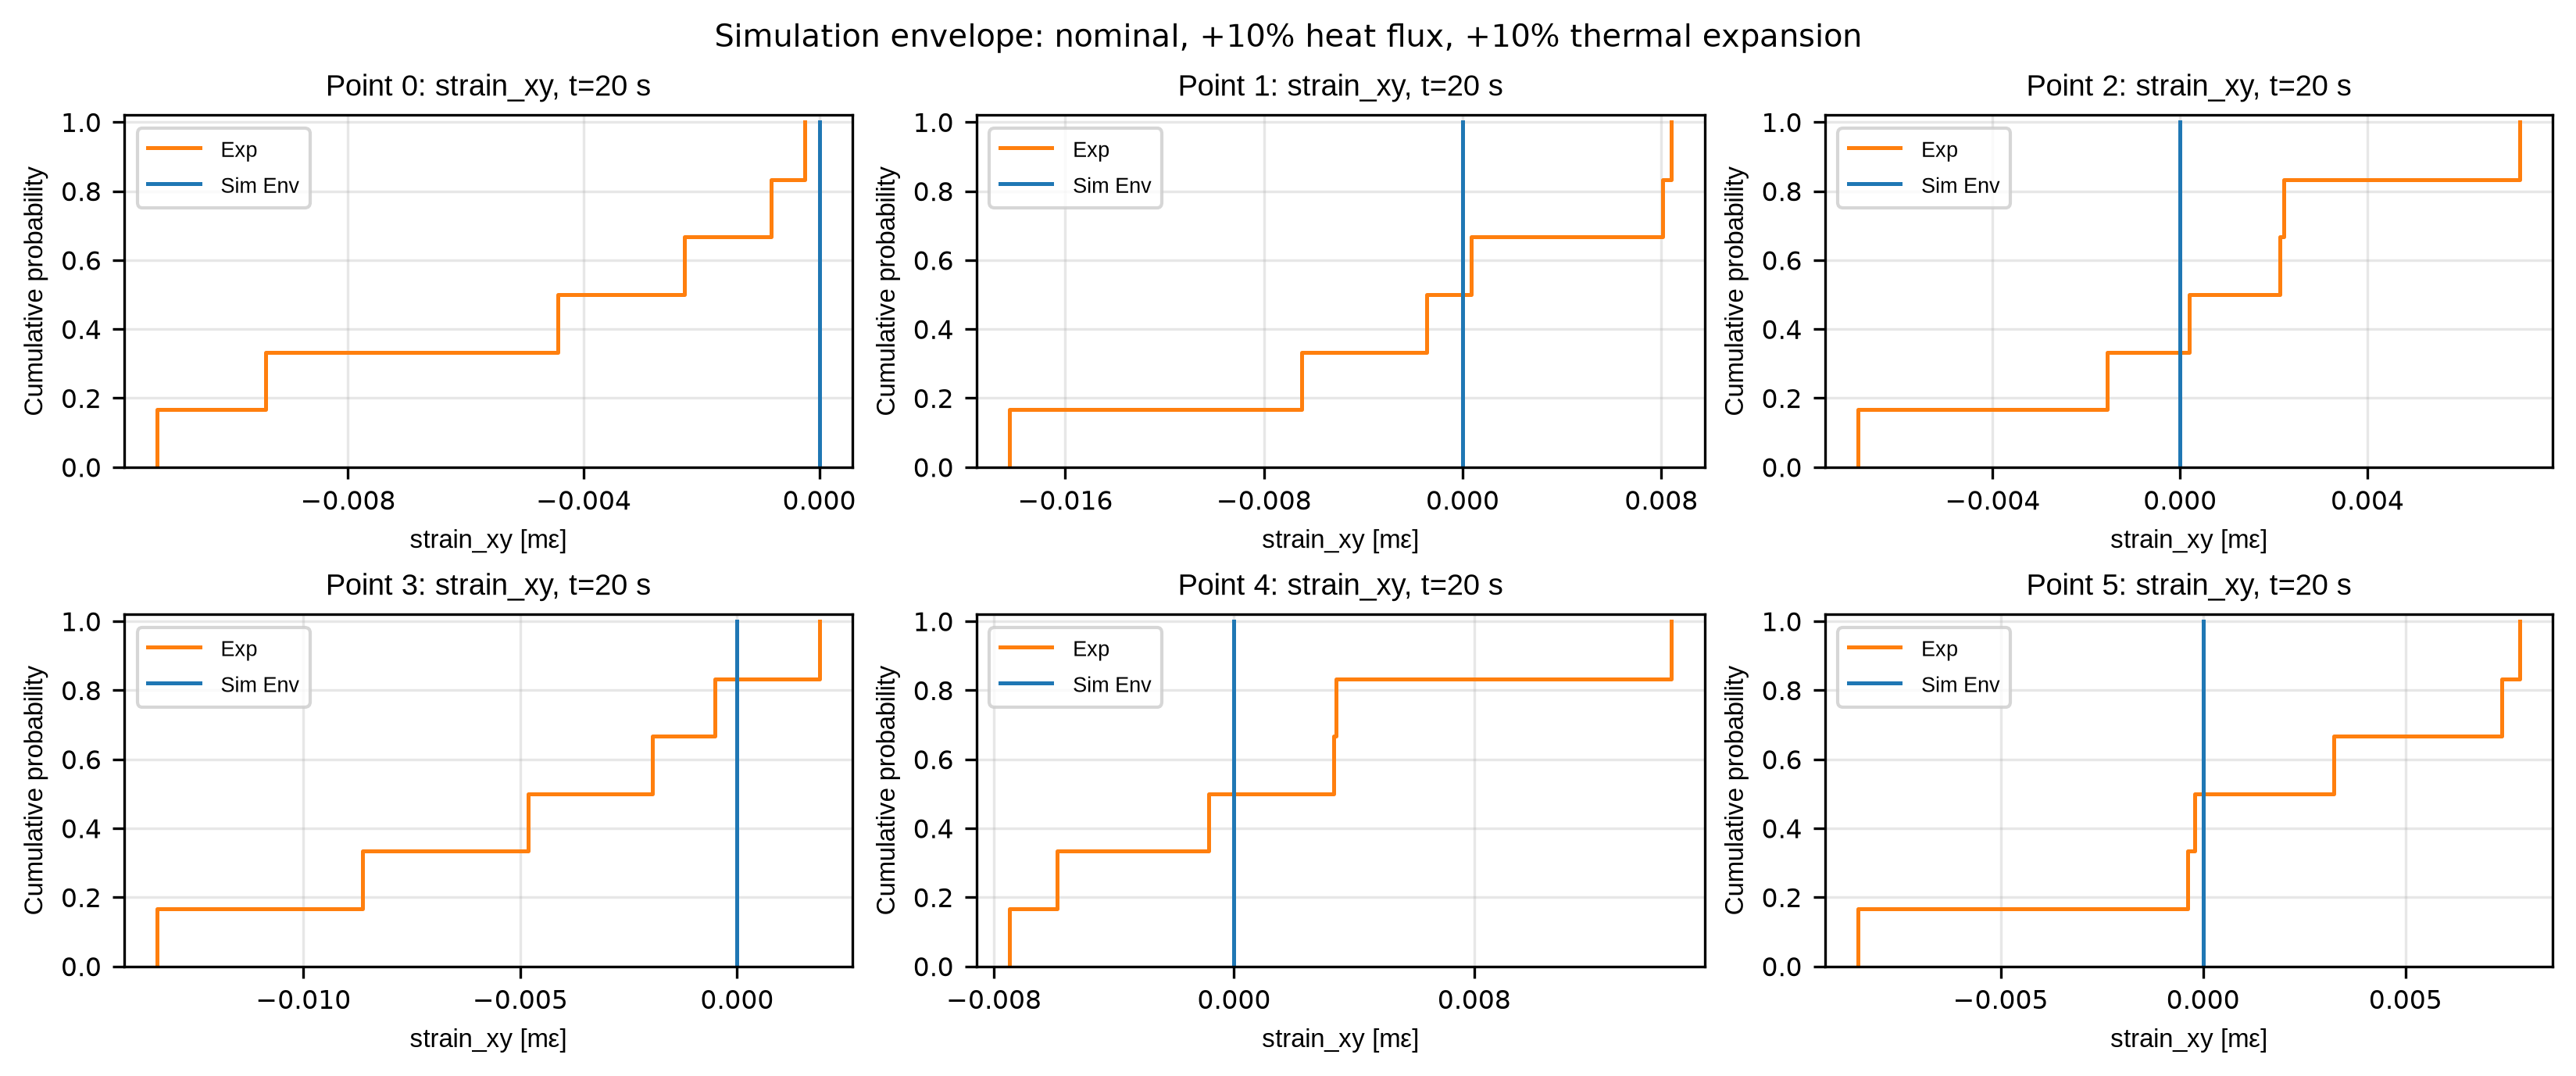 Simulation envelope: nominal, +10% heat flux, +10% thermal expansion
Point 0: strain_xy, t=20 s
Cumulative probability
1.0
0.8
0.6
0.4
0.2
0.0
Exp
Sim Env
−0.008
−0.004
0.000
strain_xy [mε]
Point 1: strain_xy, t=20 s
Cumulative probability
1.0
0.8
0.6
0.4
0.2
0.0
Exp
Sim Env
−0.016
−0.008
0.000
0.008
strain_xy [mε]
Point 2: strain_xy, t=20 s
Cumulative probability
1.0
0.8
0.6
0.4
0.2
0.0
Exp
Sim Env
−0.004
0.000
0.004
strain_xy [mε]
Point 3: strain_xy, t=20 s
Cumulative probability
1.0
0.8
0.6
0.4
0.2
0.0
Exp
Sim Env
−0.010
−0.005
0.000
strain_xy [mε]
Point 4: strain_xy, t=20 s
Cumulative probability
1.0
0.8
0.6
0.4
0.2
0.0
Exp
Sim Env
−0.008
0.000
0.008
strain_xy [mε]
Point 5: strain_xy, t=20 s
Cumulative probability
1.0
0.8
0.6
0.4
0.2
0.0
Exp
Sim Env
−0.005
0.000
0.005
strain_xy [mε]